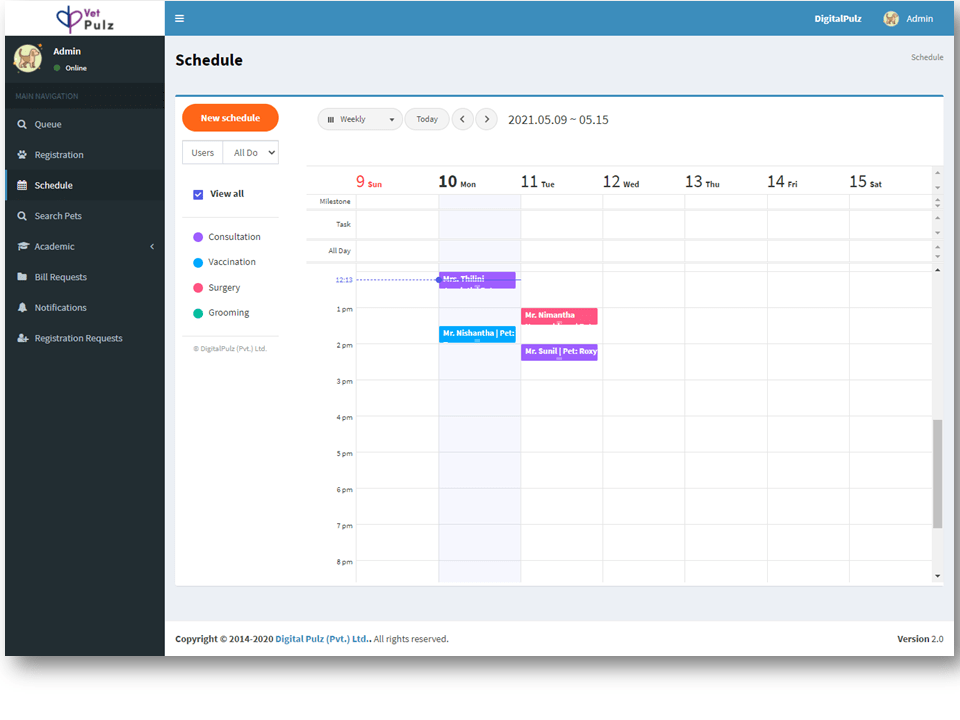 Vet
Pulz
DigitalPulz
Admin
Admin
Online
Schedule
Schedule
MAIN NAVIGATION
Queue
Registration
Schedule
Search Pets
Academic
Bill Requests
Notifications
Registration Requests
New schedule
Users
All Do
View all
Consultation
Vaccination
Surgery
Grooming
© DigitalPulz (Pvt.) Ltd.
Weekly
Today
2021.05.09 ~ 05.15
9 Sun
10 Mon
11 Tue
12 Wed
13 Thu
14 Fri
15 Sat
Milestone
Task
All Day
12:13
Mrs. Thilini
1 pm
Mr. Nimantha
Mr. Nishantha | Pet:
2 pm
Mr. Sunil | Pet: Roxy
3 pm
4 pm
5 pm
6 pm
7 pm
8 pm
Copyright © 2014-2020 Digital Pulz (Pvt.) Ltd.. All rights reserved.
Version 2.0